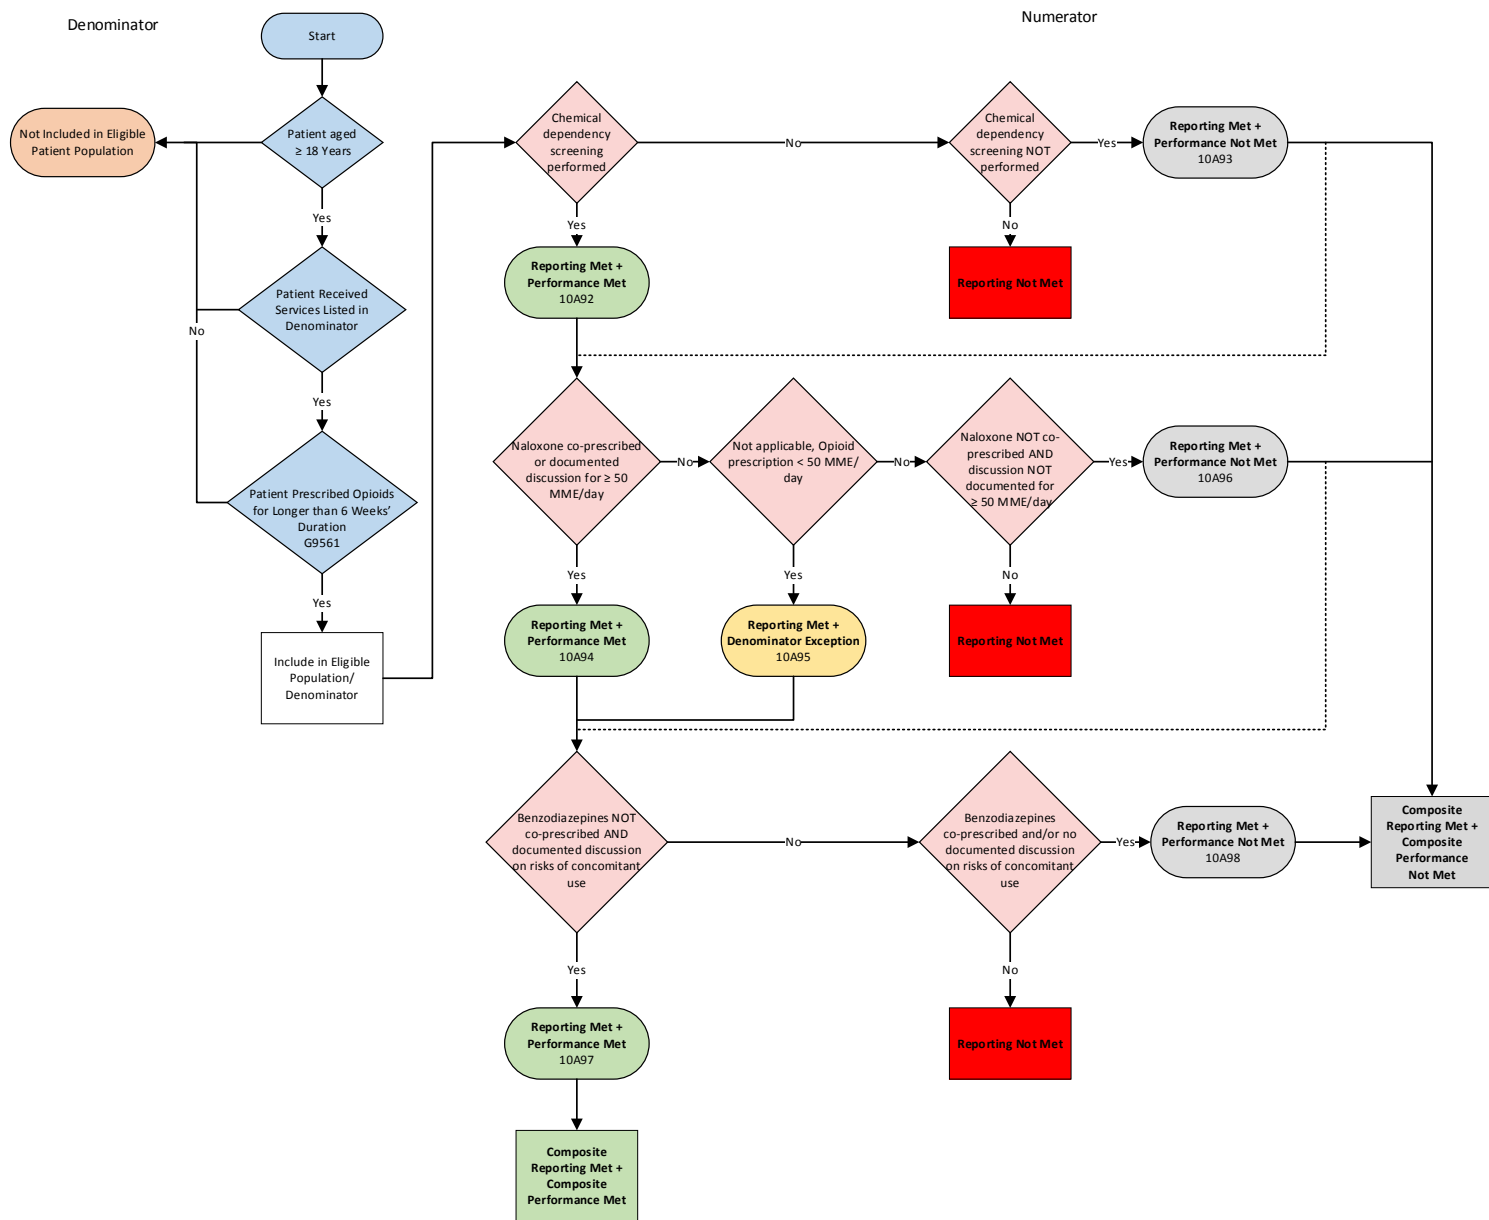 Denominator
Numerator
Start
Not Included in Eligible
Patient Population
Patient aged
≥ 18 Years
Yes
Patient Received
Services Listed in
Denominator
No
Yes
Patient Prescribed Opioids
for Longer than 6 Weeks’
Duration
G9561
Yes
Include in Eligible
Population/
Denominator
Chemical
dependency
screening
performed
No
Chemical
dependency
screening NOT
performed
Yes
Reporting Met +
Performance Not Met
10A93
Yes
No
Reporting Met +
Performance Met
10A92
Reporting Not Met
Naloxone co-prescribed
or documented
discussion for ≥ 50
MME/day
No
Not applicable, Opioid
prescription < 50 MME/
day
No
Naloxone NOT co-
prescribed AND
discussion NOT
documented for
≥ 50 MME/day
Yes
Reporting Met +
Performance Not Met
10A96
Yes
Yes
No
Reporting Met +
Performance Met
10A94
Reporting Met +
Denominator Exception
10A95
Reporting Not Met
Benzodiazepines NOT
co-prescribed AND
documented discussion
on risks of concomitant
use
No
Benzodiazepines
co-prescribed and/or no
documented discussion
on risks of concomitant
use
Yes
Reporting Met +
Performance Not Met
10A98
Composite
Reporting Met +
Composite
Performance
Not Met
Yes
No
Reporting Met +
Performance Met
10A97
Reporting Not Met
Composite
Reporting Met +
Composite
Performance Met